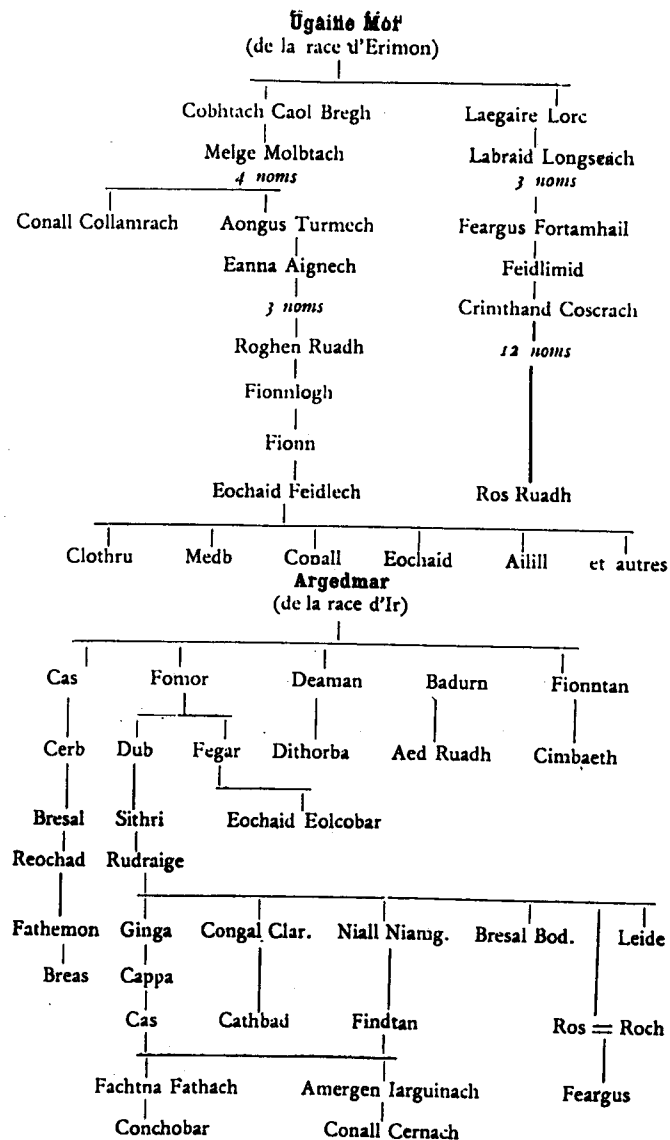 Ugaine Mor
(de la race d'Erimon)
Cobhtach Caol Bregh Laegaire Lorc
Melge Molbtach Labraid Longseach
4 noms 3 noms
Conall Collamrach Aongus Turmech Feargus Fortamhail
Eanna Aignech Feidlimid
3 noms Crimthand Coscrach
Roghen Ruadh 12 noms
Fionnlogh
Fionn
Eochaid Feidlech Ros Ruadh
Clothru Medb Conall Eochaid Ailill et autres
Argedmar
(de la race d'Ir)
Cas Fomor Deaman Badurn Fionntan
Cerb Dub Fegar Dithorba Aed Ruadh Cimbaeth
Bresal Sithri Eochaid Eolcobar
Reochad Rudraige
Fathemon Ginga Congal Clar. Niall Niamg. Bresal Bod. Leide
Breas Cappa
Cas Cathbad Findtan Ros = Roch
Fachtna Fathach Amergen Iarguinach Feargus
Conchobar Conall Cernach